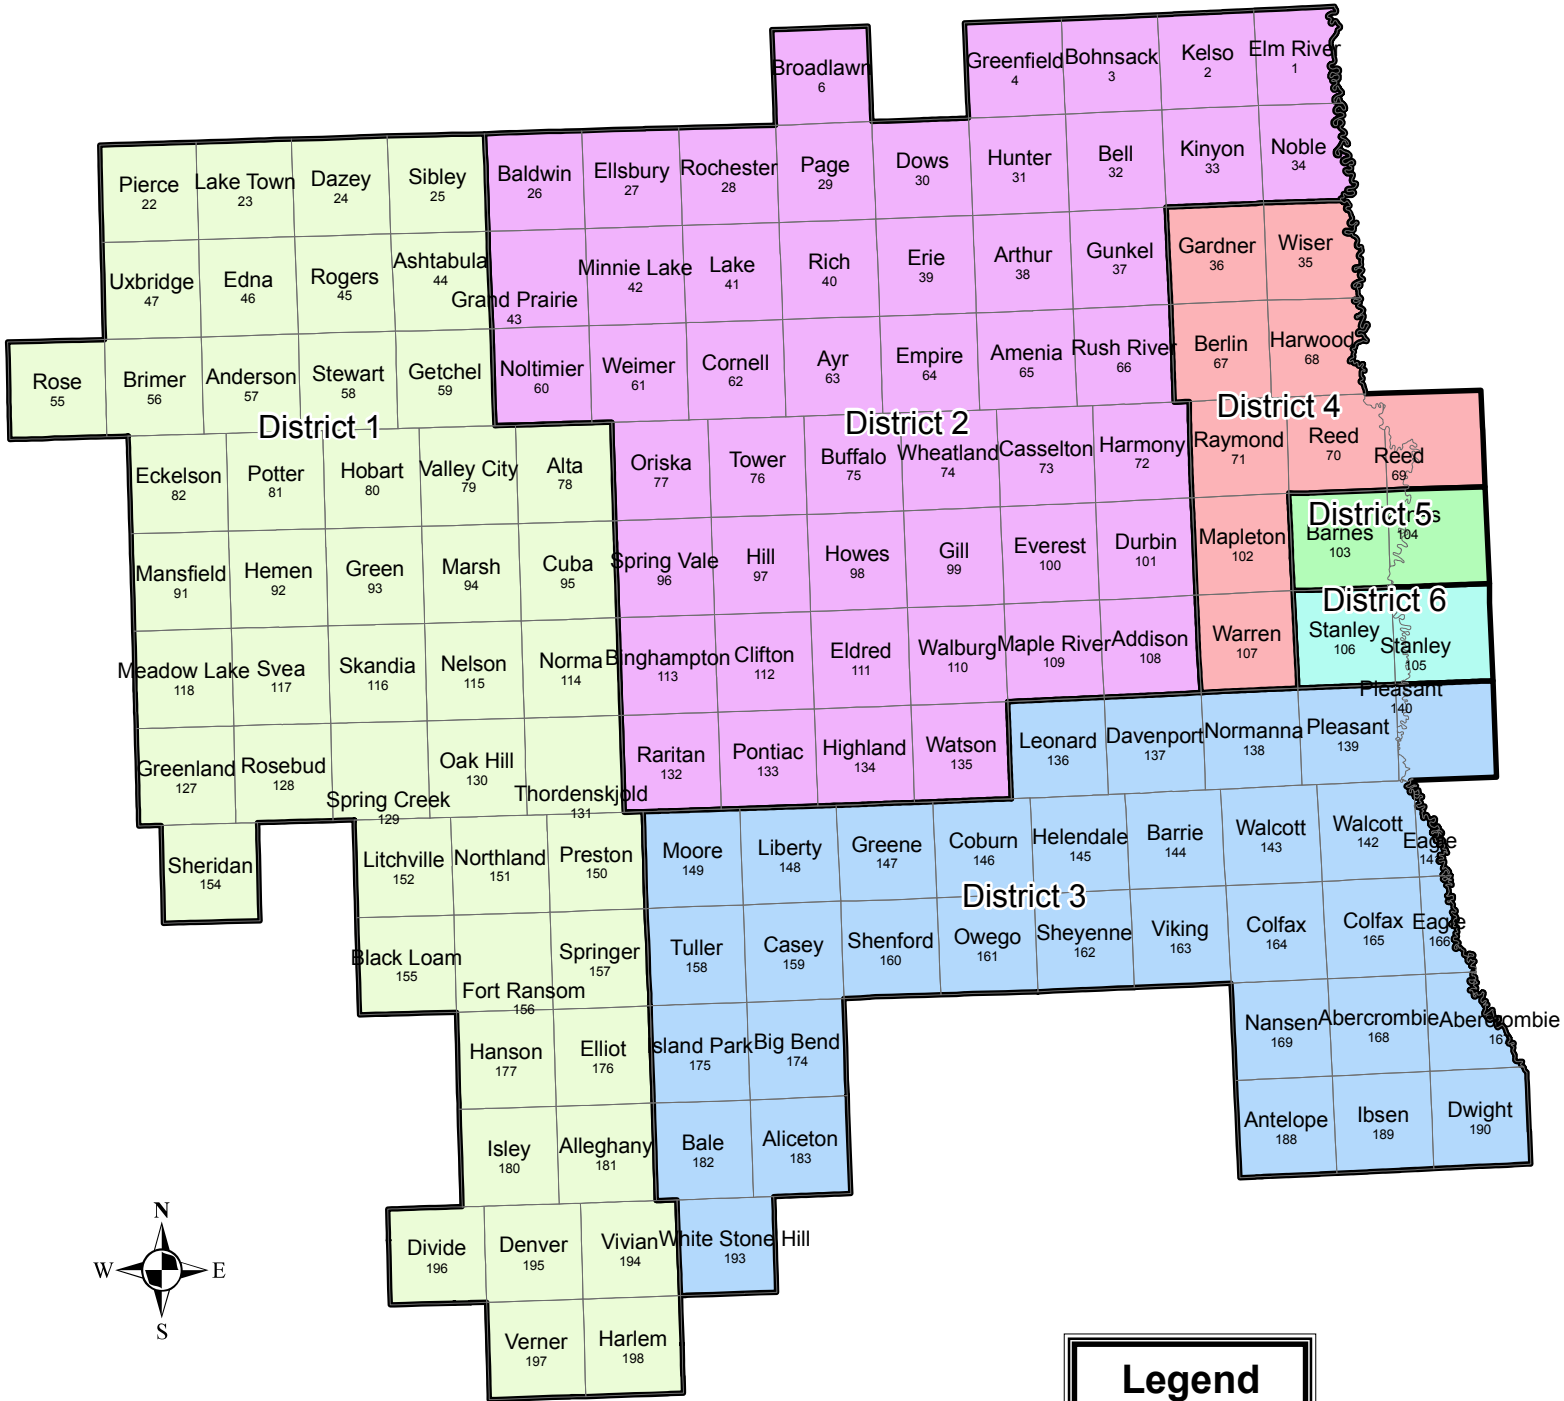 Broadlawn
6
Greenfield
4
Bohnsack
3
Kelso
2
Elm River
1
Pierce
22
Lake Town
23
Dazey
24
Sibley
25
Baldwin
26
Ellsbury
27
Rochester
28
Page
29
Dows
30
Hunter
31
Bell
32
Kinyon
33
Noble
34
Uxbridge
47
Edna
46
Rogers
45
Ashtabula
44
Grand Prairie
43
Minnie Lake
42
Lake
41
Rich
40
Erie
39
Arthur
38
Gunkel
37
Gardner
36
Wiser
35
Rose
55
Brimer
56
Anderson
57
Stewart
58
Getchel
59
Noltimier
60
Weimer
61
Cornell
62
Ayr
63
Empire
64
Amenia
65
Rush River
66
Berlin
67
Harwood
68
District 1
District 2
District 4
Eckelson
82
Potter
81
Hobart
80
Valley City
79
Alta
78
Oriska
77
Tower
76
Buffalo
75
Wheatland
74
Casselton
73
Harmony
72
Raymond
71
Reed
70
Reed
69
Mansfield
91
Hemen
92
Green
93
Marsh
94
Cuba
95
Spring Vale
96
Hill
97
Howes
98
Gill
99
Everest
100
Durbin
101
Mapleton
102
District 5
Barnes
103
104
Meadow Lake
118
Svea
117
Skandia
116
Nelson
115
Norma
114
Binghampton
113
Clifton
112
Eldred
111
Walburg
110
Maple River
109
Addison
108
Warren
107
District 6
Stanley
106
Stanley
105
Greenland
127
Rosebud
128
Spring Creek
129
Oak Hill
130
Thordenskjold
131
Raritan
132
Pontiac
133
Highland
134
Watson
135
Leonard
136
Davenport
137
Normanna
138
Pleasant
139
Pleasant
140
Sheridan
154
Litchville
152
Northland
151
Preston
150
Moore
149
Liberty
148
Greene
147
Coburn
146
Helendale
145
Barrie
144
Walcott
143
Walcott
142
Eagle
141
District 3
Black Loam
155
Fort Ransom
156
Springer
157
Tuller
158
Casey
159
Shenford
160
Owego
161
Sheyenne
162
Viking
163
Colfax
164
Colfax
165
Eagle
166
Hanson
177
Elliot
176
Island Park
175
Big Bend
174
Nansen
169
Abercrombie
168
Abercrombie
167
Isley
180
Alleghany
181
Bale
182
Aliceton
183
Antelope
188
Ibsen
189
Dwight
190
Divide
196
Denver
195
Vivian
194
White Stone Hill
193
Verner
197
Harlem
198
N
W
E
S
Legend